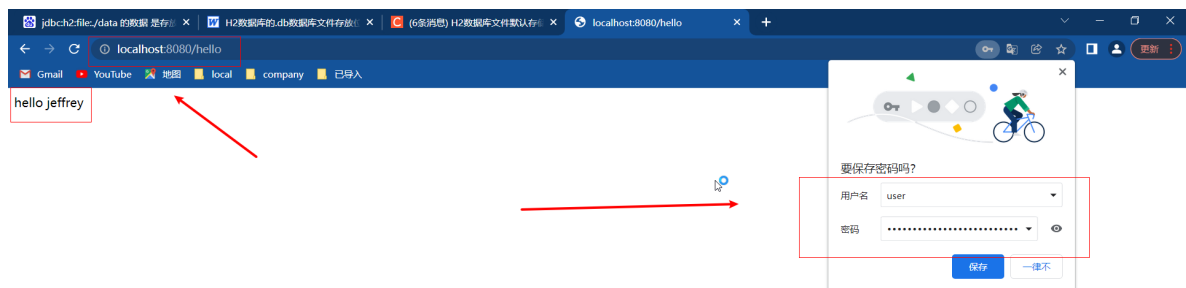 jdbc:h2:file:./data 的数据 是存
H2数据库的.db数据库文件存放
(6条消息) H2数据库文件默认存
localhost:8080/hello
localhost:8080/hello
更新
Gmail
YouTube
地图
local
company
已导入
hello jeffrey
要保存密码吗?
用户名
user
密码
••••••••••••••••••••••••••
保存
一律不